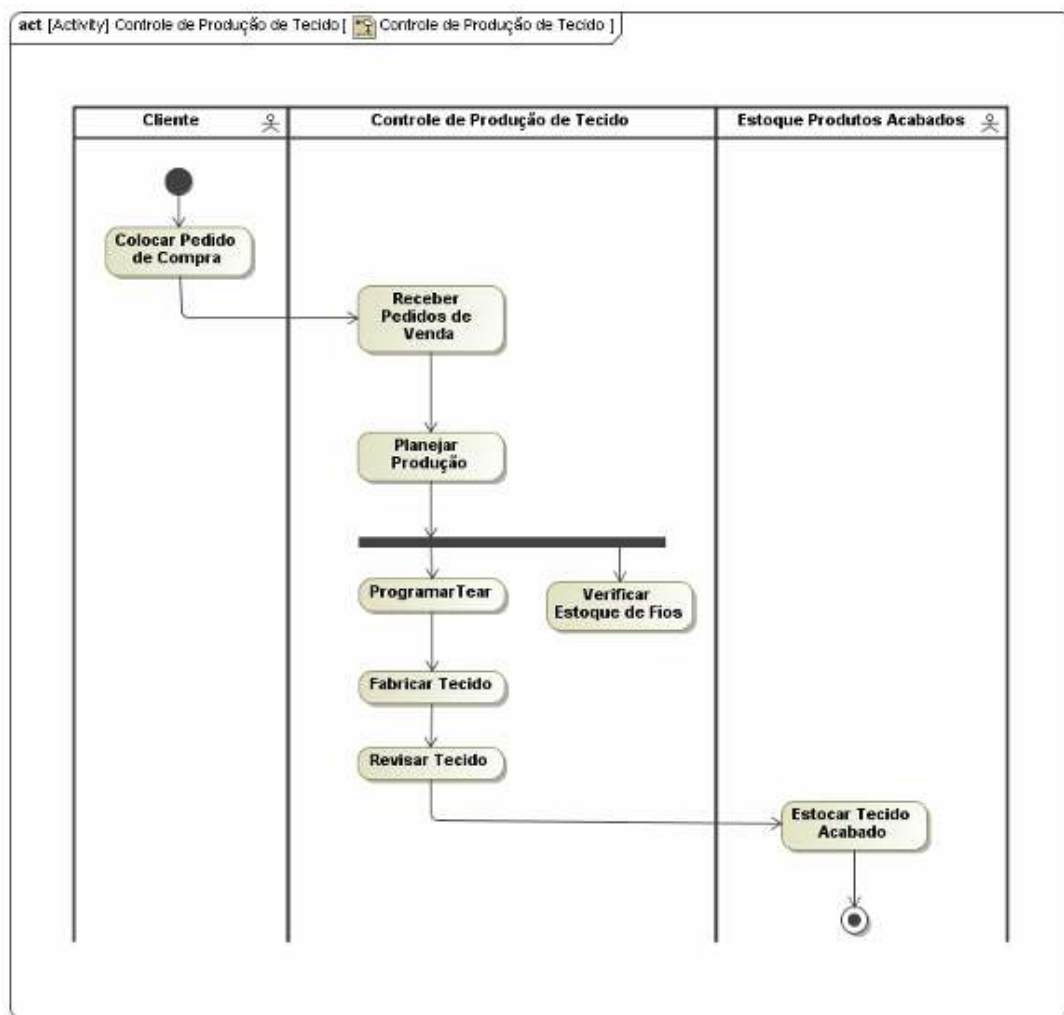 act [Activity] Controle de Produção de Tecido [ Controle de Produção de Tecido ]
Cliente
Controle de Produção de Tecido
Estoque Produtos Acabados
Colocar Pedido
de Compra
Receber
Pedidos de
Venda
Planejar
Produção
ProgramarTear
Verificar
Estoque de Fios
Fabricar Tecido
Revisar Tecido
Estocar Tecido
Acabado